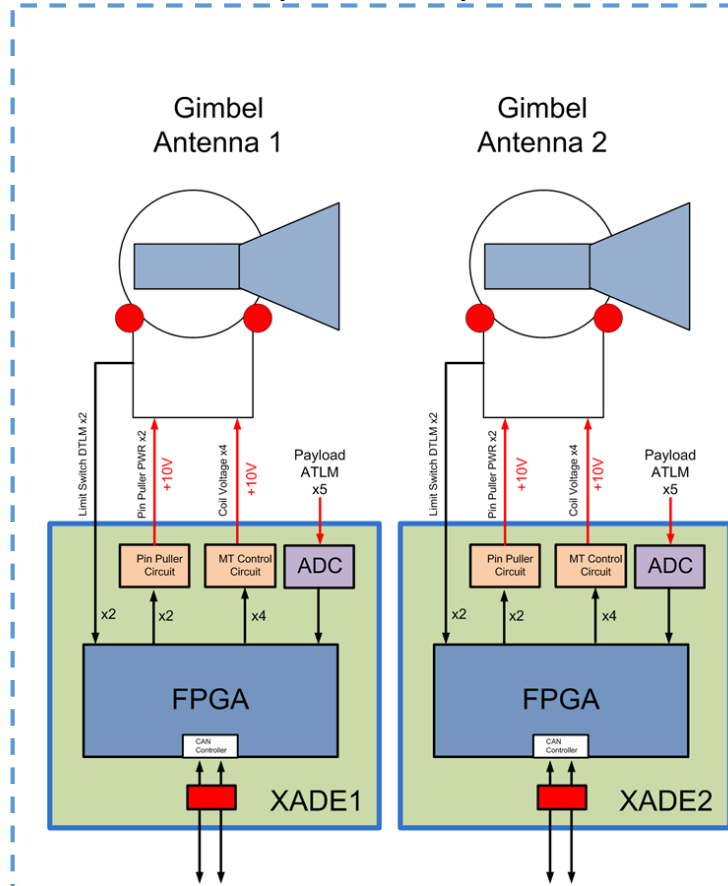 Gimbel
Antenna 1
Gimbel
Antenna 2
Limit Switch DTLM x2
Pin Puller PWR x2
+10V
Coil Voltage x4
+10V
Payload
ATLM
x5
Limit Switch DTLM x2
Pin Puller PWR x2
+10V
Coil Voltage x4
+10V
Payload
ATLM
x5
Pin Puller
Circuit
MT Control
Circuit
ADC
Pin Puller
Circuit
MT Control
Circuit
ADC
x2
x2
x4
x2
x2
x4
FPGA
FPGA
CAN
Controller
CAN
Controller
XADE1
XADE2